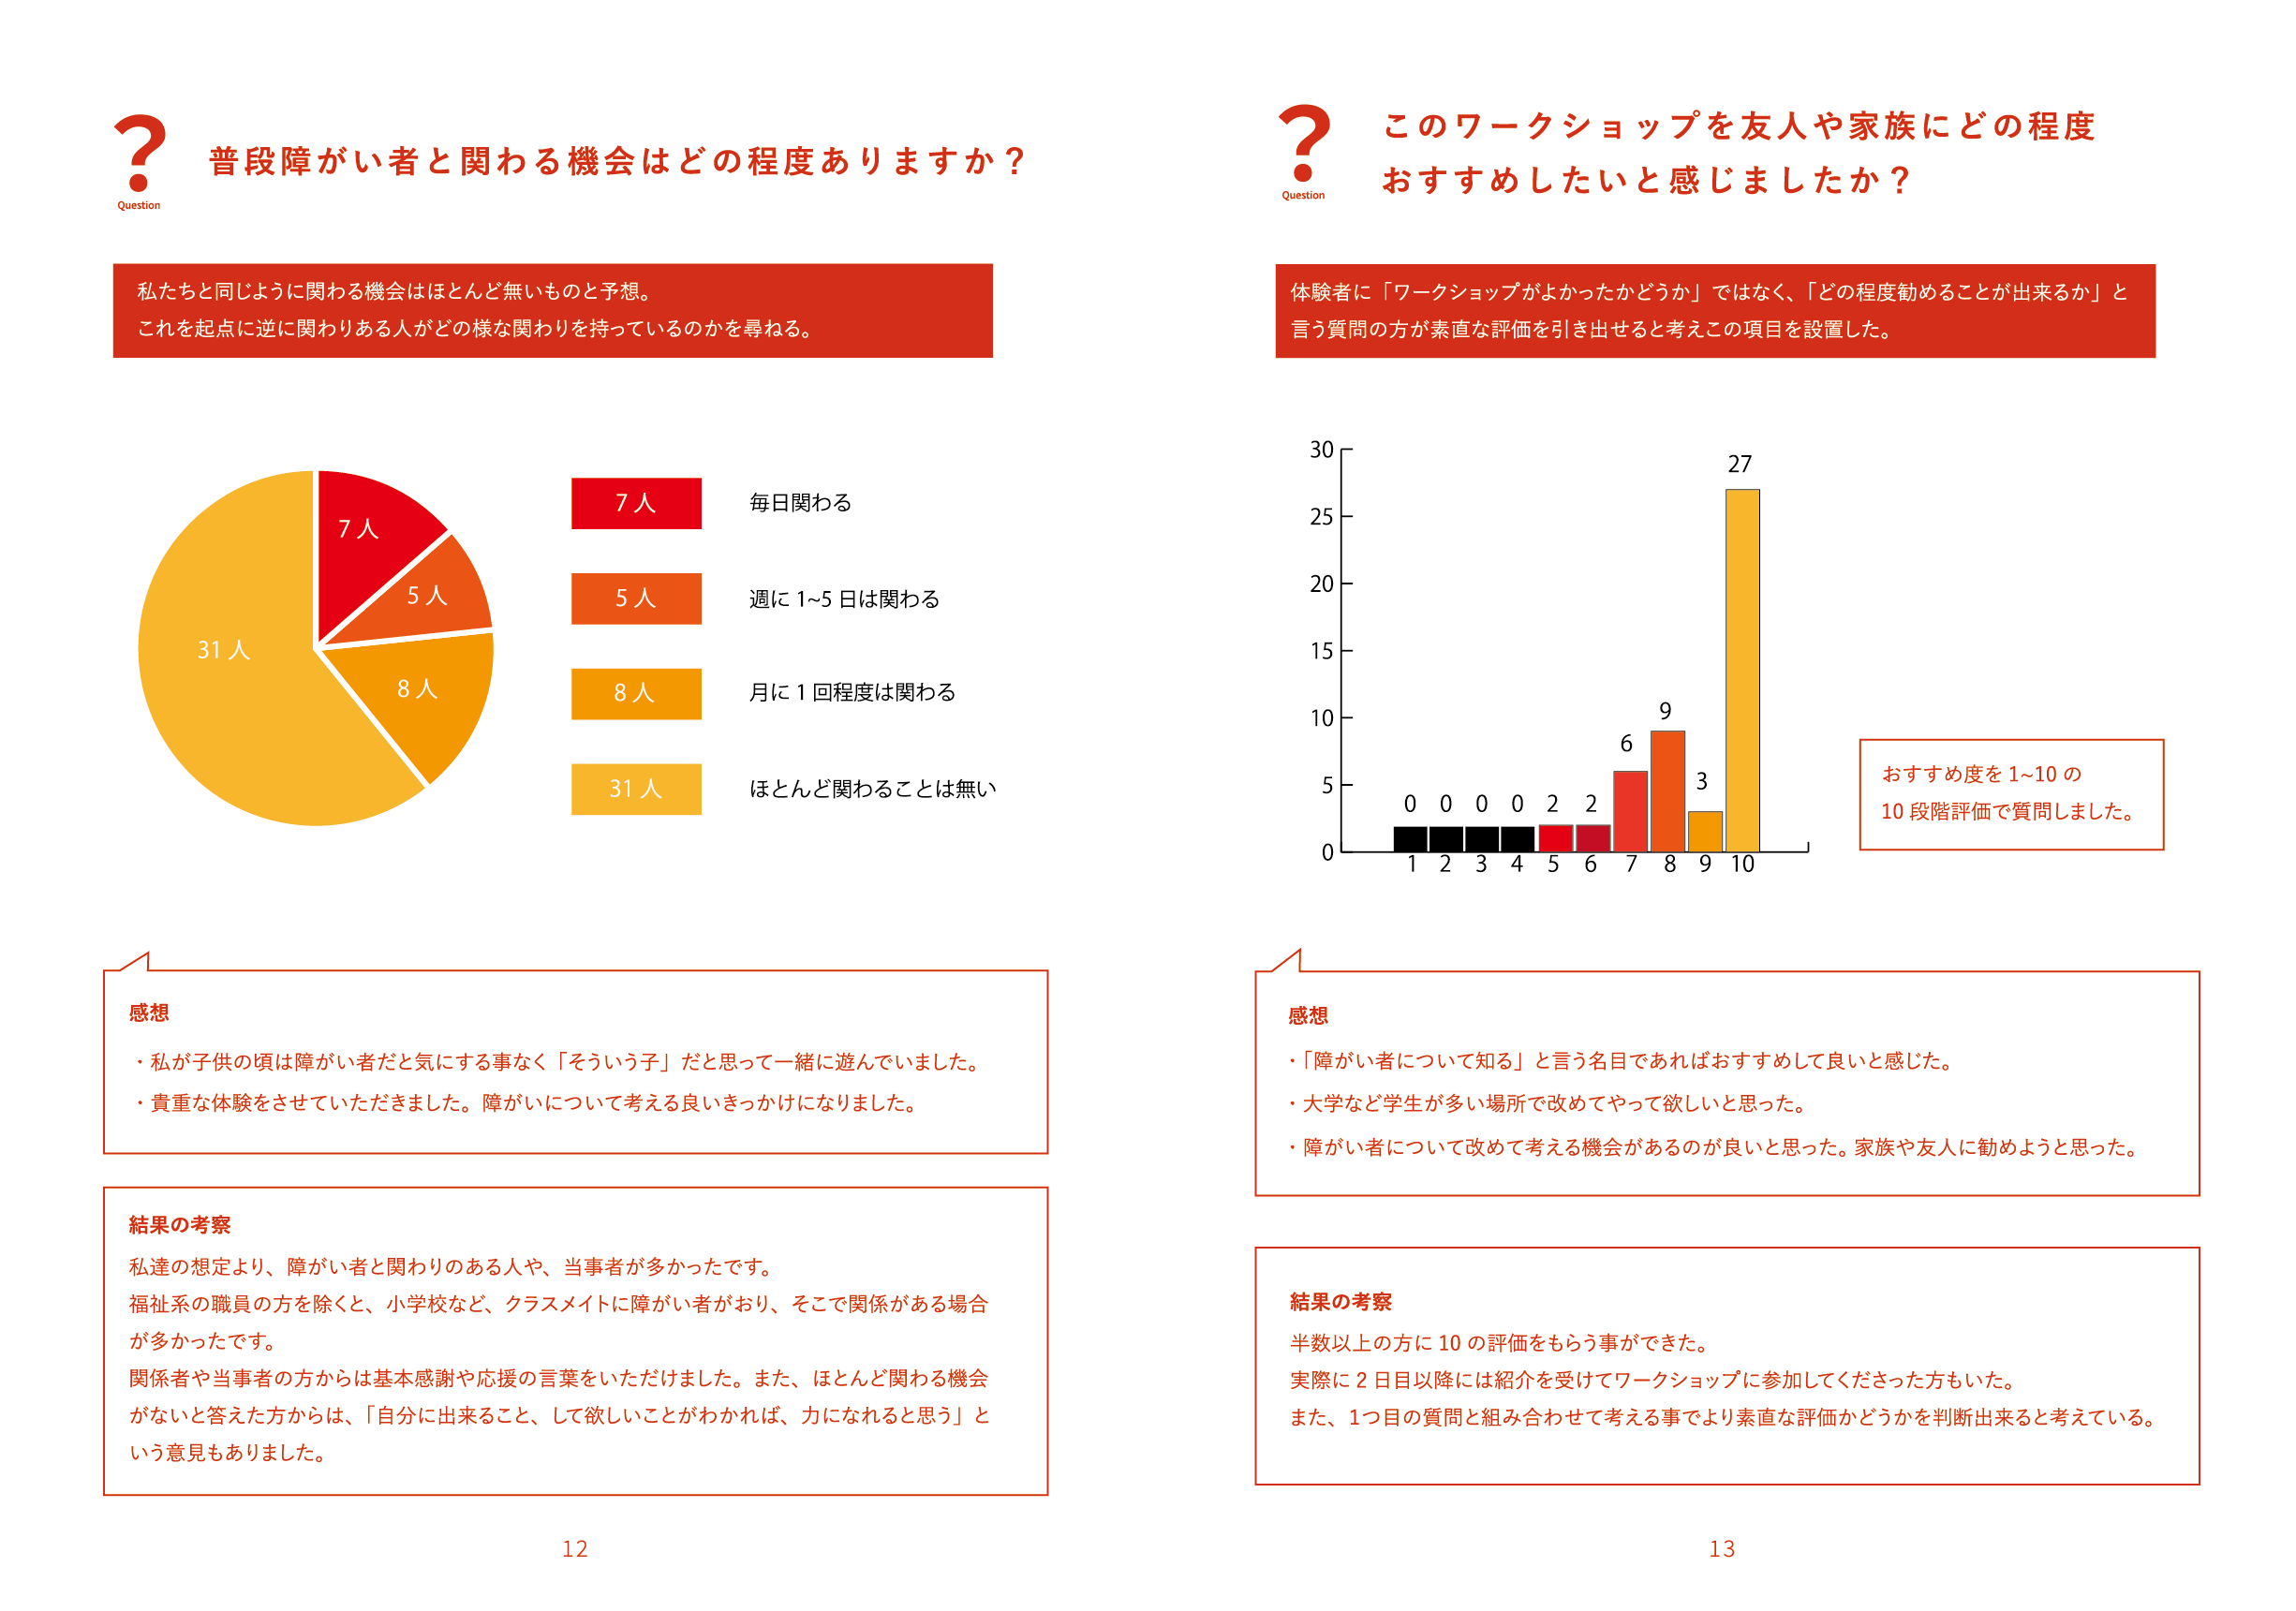 ?
Question
普段障がい者と関わる機会はどの程度ありますか？
私たちと同じように関わる機会はほとんど無いものと予想。
これを起点に逆に関わりある人がどの様な関わりを持っているのかを尋ねる。
7 人
5 人
8 人
31 人
7 人 毎日関わる
5 人 週に 1~5 日は関わる
8 人 月に 1 回程度は関わる
31 人 ほとんど関わることは無い
感想
・私が子供の頃は障がい者だと気にする事なく「そういう子」だと思って一緒に遊んでいました。
・貴重な体験をさせていただきました。障がいについて考える良いきっかけになりました。
結果の考察
私達の想定より、障がい者と関わりのある人や、当事者が多かったです。
福祉系の職員の方を除くと、小学校など、クラスメイトに障がい者がおり、そこで関係がある場合
が多かったです。
関係者や当事者の方からは基本感謝や応援の言葉をいただけました。また、ほとんど関わる機会
がないと答えた方からは、「自分に出来ること、して欲しいことがわかれば、力になれると思う」と
いう意見もありました。
12
?
Question
このワークショップを友人や家族にどの程度
おすすめしたいと感じましたか？
体験者に「ワークショップがよかったかどうか」ではなく、「どの程度勧めることが出来るか」と
言う質問の方が素直な評価を引き出せると考えこの項目を設置した。
30
25
20
15
10
5
0
0 0 0 0 2 2 6 9 3 27
1 2 3 4 5 6 7 8 9 10
おすすめ度を 1~10 の
10 段階評価で質問しました。
感想
・「障がい者について知る」と言う名目であればおすすめして良いと感じた。
・大学など学生が多い場所で改めてやって欲しいと思った。
・障がい者について改めて考える機会があるのが良いと思った。家族や友人に勧めようと思った。
結果の考察
半数以上の方に 10 の評価をもらう事ができた。
実際に 2 日目以降には紹介を受けてワークショップに参加してくださった方もいた。
また、1つ目の質問と組み合わせて考える事でより素直な評価かどうかを判断出来ると考えている。
13